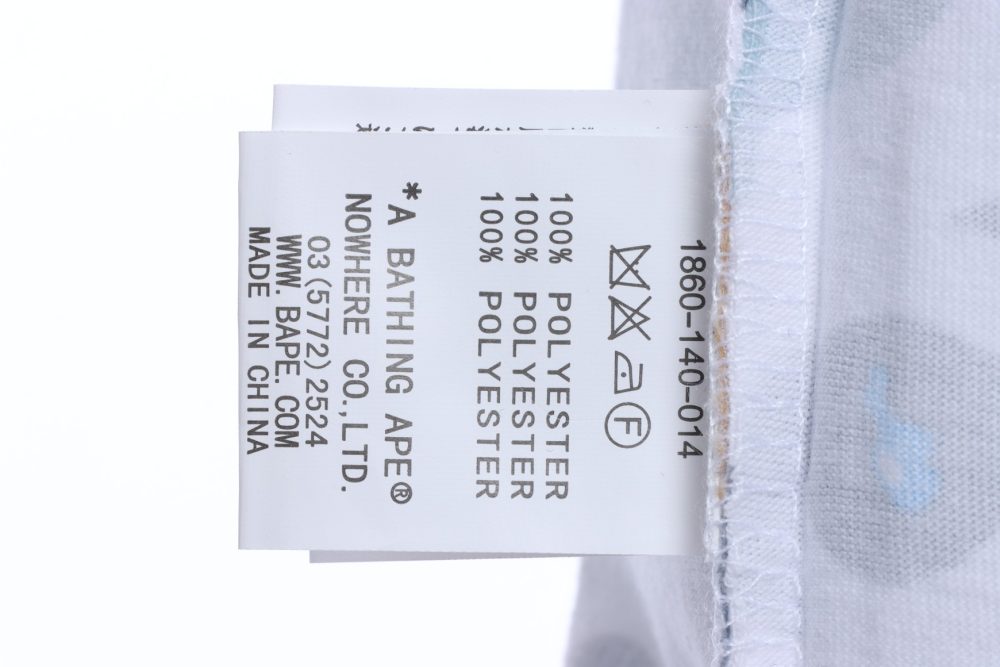 1860-140-014
F
100% POLYESTER
100% POLYESTER
100% POLYESTER
*A BATHING APE®
NOWHERE CO.,LTD.
03(5772)2524
WWW.BAPE.COM
MADE IN CHINA